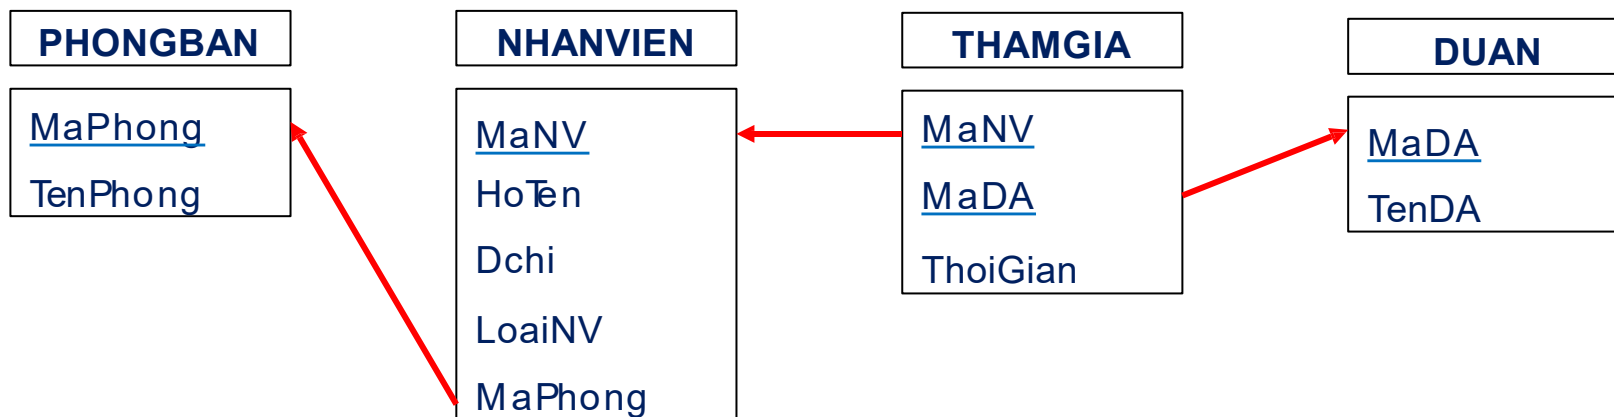 PHONGBAN
MaPhong
TenPhong
NHANVIEN
MaNV
HoTen
Dchi
LoaiNV
MaPhong
THAMGIA
MaNV
MaDA
ThoiGian
DUAN
MaDA
TenDA